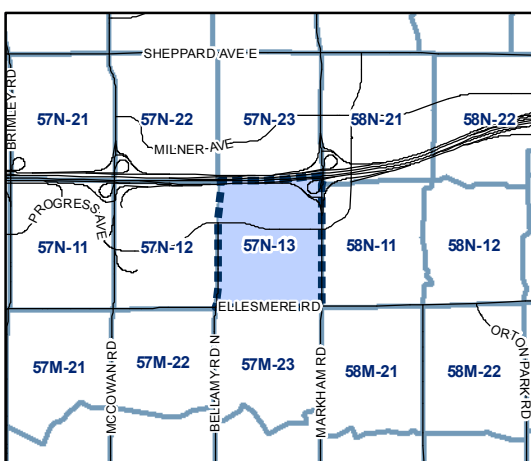 SHEPPARD AVE E
BRIMLEY RD
57N-21
57N-22
57N-23
58N-21
58N-22
MILNER AVE
PROGRESS AVE
57N-11
57N-12
57N-13
58N-11
58N-12
ELLESMERE RD
57M-21
57M-22
57M-23
58M-21
58M-22
MCCOWAN RD
BELLAMY RD N
MARKHAM RD
ORTON PARK RD